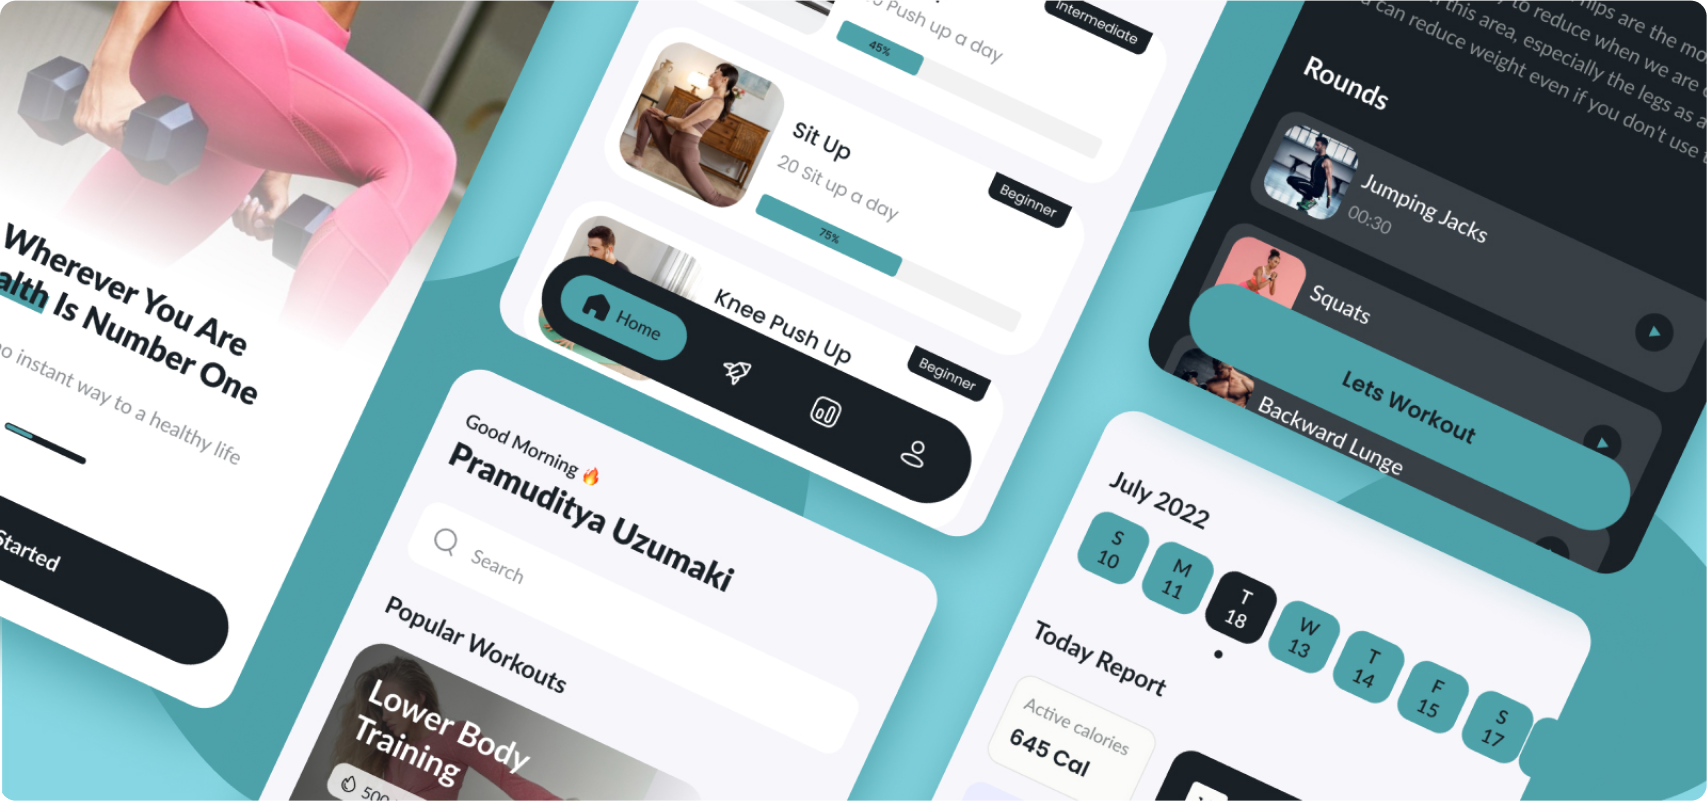 Wherever You Are
alth Is Number One
no instant way to a healthy life
Started
Push up a day
Intermediate
45%
Sit Up
20 Sit up a day
Beginner
75%
Knee Push Up
Beginner
Home
Good Morning 🔥
Pramuditya Uzumaki
Search
Popular Workouts
Lower Body
Training
500
hips are the mo
y to reduce when we are
n this area, especially the legs as a
can reduce weight even if you don't use
Rounds
Jumping Jacks
00:30
Squats
Lets Workout
Backward Lunge
July 2022
S M T W T F S
10 11 18 13 14 15 17
Today Report
Active calories
645 Cal